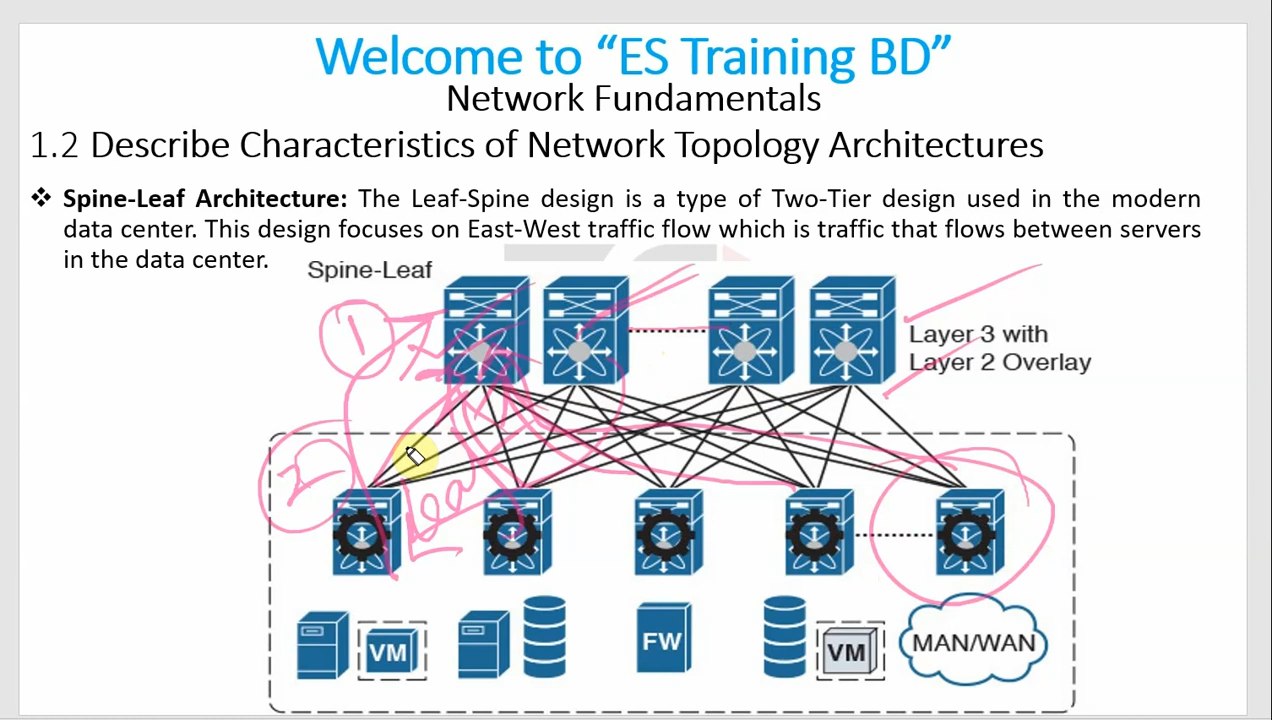 Welcome to “ES Training BD”
Network Fundamentals
1.2 Describe Characteristics of Network Topology Architectures
❖ Spine-Leaf Architecture: The Leaf-Spine design is a type of Two-Tier design used in the modern
data center. This design focuses on East-West traffic flow which is traffic that flows between servers
in the data center.
Spine-Leaf
1
Layer 3 with
Layer 2 Overlay
2
Leaf
VM
FW
VM
MAN/WAN